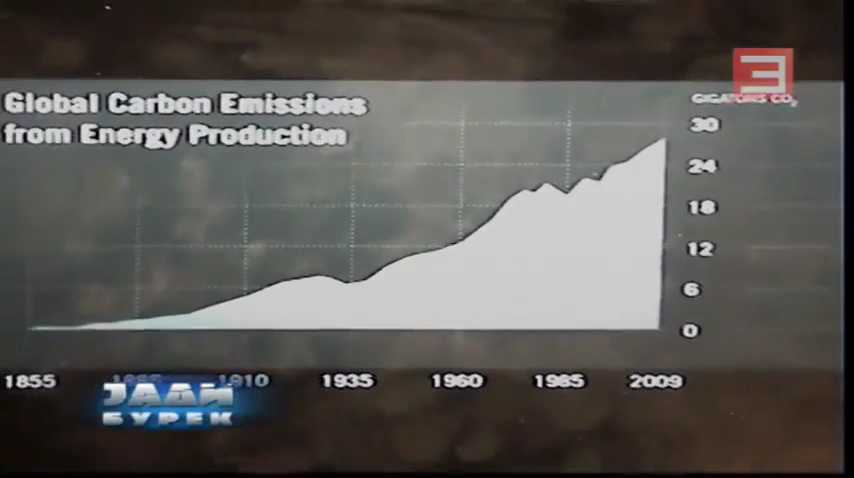 Global Carbon Emissions
from Energy Production
GIGATONS CO₂
30
24
18
12
6
0
1855 1885 1910 1935 1960 1985 2009
ЈАДИ
БУРЕК